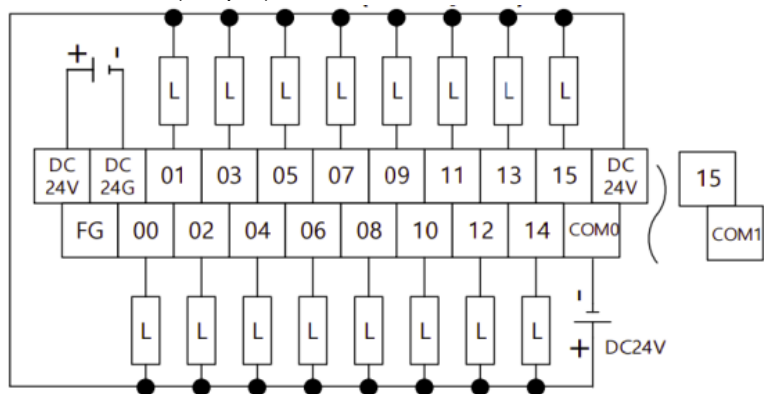 + -
L L L L L L L L
DC 24V DC 24G 01 03 05 07 09 11 13 15 DC 24V 15
FG 00 02 04 06 08 10 12 14 COM0 COM1
L L L L L L L L
-
+ DC24V